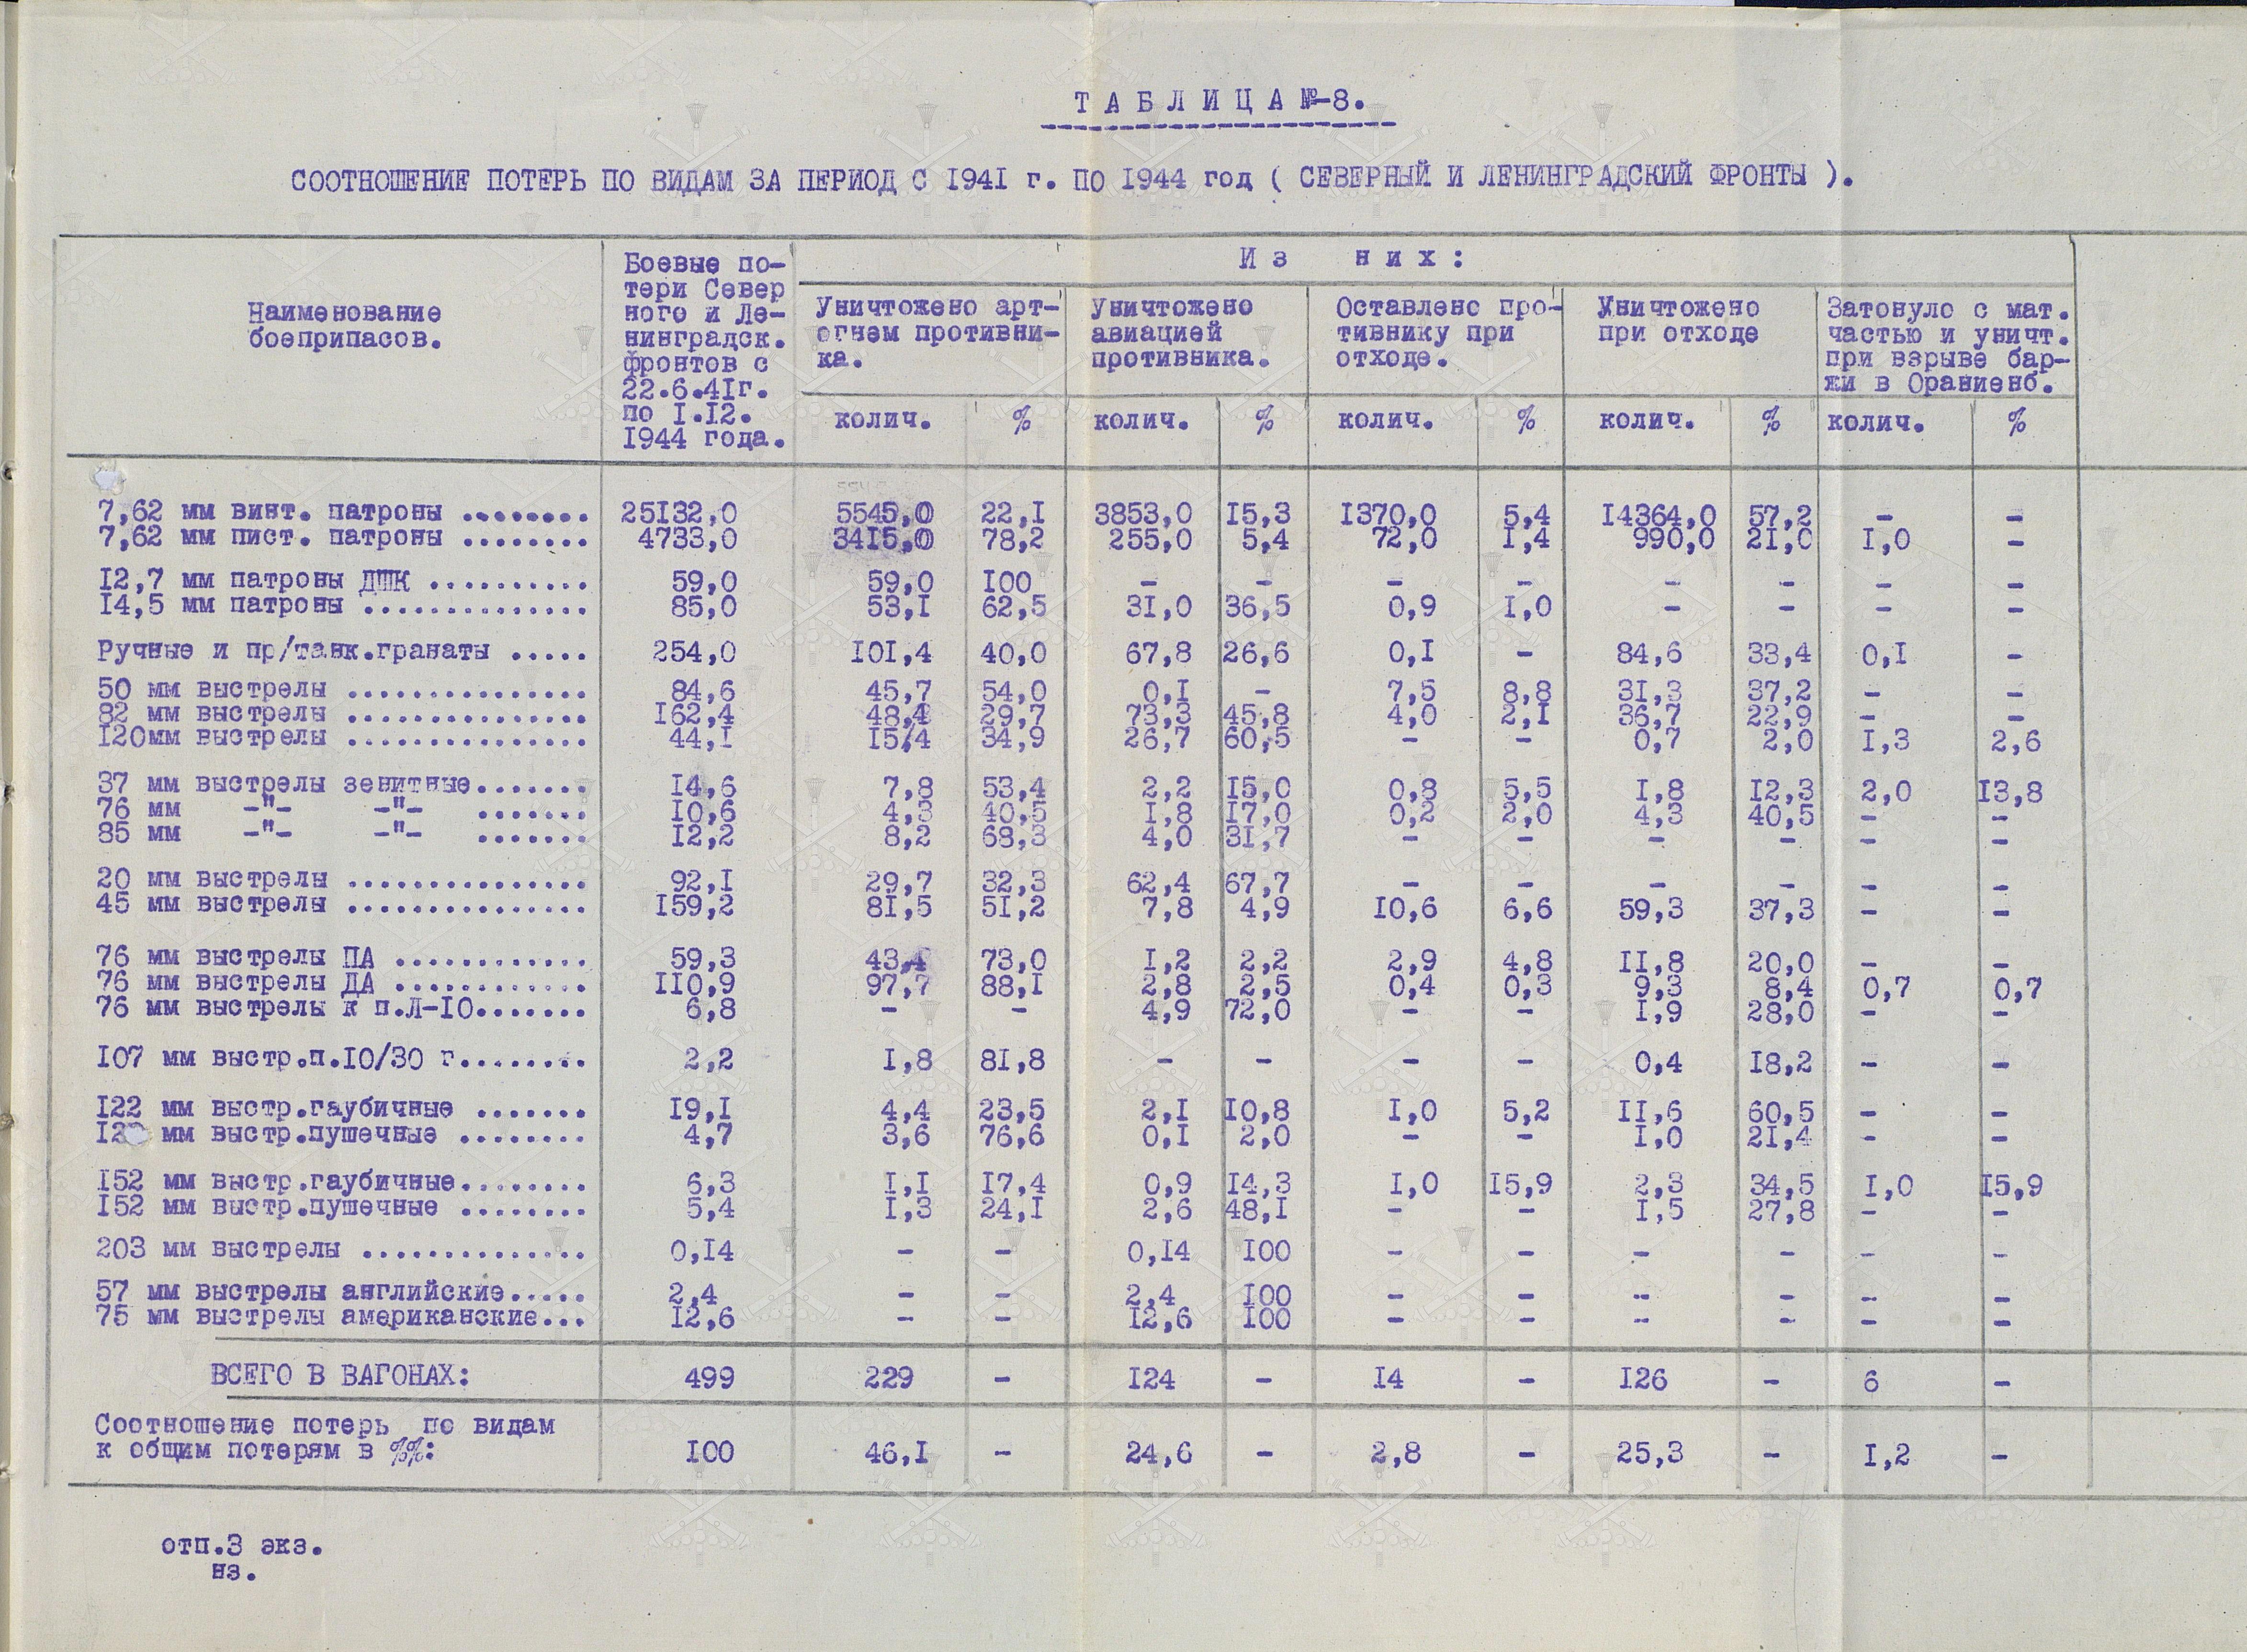 ТАБЛИЦА №-8.
СООТНОШЕНИЕ ПОТЕРЬ ПО ВИДАМ ЗА ПЕРИОД С 1941 г. ПО 1944 год ( СЕВЕРНЫЙ И ЛЕНИНГРАДСКИЙ ФРОНТЫ ).
Наименование
боеприпасов.
Боевые по-
тери Север
ного и Ле-
нинградск.
фронтов с
22.6.41г.
по 1.12.
1944 года.
Из них:
Уничтожено арт-
огнем противни-
ка.
Уничтожено
авиацией
противника.
Оставлено про-
тивнику при
отходе.
Уничтожено
при отходе
Затонуло с мат.
частью и уничт.
при взрыве бар-
жи в Ораниенб.
колич. % колич. % колич. % колич. % колич. %
7,62 мм винт. патроны ........ 25132,0 5545,0 22,1 3853,0 15,3 1370,0 5,4 14364,0 57,2 - -
7,62 мм пист. патроны ........ 4733,0 3415,0 78,2 255,0 5,4 72,0 1,4 990,0 21,0 1,0 -
12,7 мм патроны ДШК .......... 59,0 59,0 100 - - - - - - - -
14,5 мм патроны .............. 85,0 53,1 62,5 31,0 36,5 0,9 1,0 - - - -
Ручные и пр/танк.гранаты ..... 254,0 101,4 40,0 67,8 26,6 0,1 - 84,6 33,4 0,1 -
50 мм выстрелы ............... 84,6 45,7 54,0 0,1 - 7,5 8,8 31,3 37,2 - -
82 мм выстрелы ............... 162,4 48,4 29,7 73,3 45,8 4,0 2,1 36,7 22,9 - -
120мм выстрелы ............... 44,1 15,4 34,9 26,7 60,5 - - 0,7 2,0 1,3 2,6
37 мм выстрелы зенитные....... 14,6 7,8 53,4 2,2 15,0 0,8 5,5 1,8 12,3 2,0 13,8
76 мм -"- -"- ....... 10,6 4,3 40,5 1,8 17,0 0,2 2,0 4,3 40,5 - -
85 мм -"- -"- ....... 12,2 8,2 68,3 4,0 31,7 - - - - - -
20 мм выстрелы ............... 92,1 29,7 32,3 62,4 67,7 - - - - - -
45 мм выстрелы ............... 159,2 81,5 51,2 7,8 4,9 10,6 6,6 59,3 37,3 - -
76 мм выстрелы ПА ............ 59,3 43,4 73,0 1,2 2,2 2,9 4,8 11,8 20,0 - -
76 мм выстрелы ДА ............ 110,9 97,7 88,1 2,8 2,5 0,4 0,3 9,3 8,4 0,7 0,7
76 мм выстрелы к п.Л-10....... 6,8 - - 4,9 72,0 - - 1,9 28,0 - -
107 мм выстр.п.10/30 г........ 2,2 1,8 81,8 - - - - 0,4 18,2 - -
122 мм выстр.гаубичные ....... 19,1 4,4 23,5 2,1 10,8 1,0 5,2 11,6 60,5 - -
12 мм выстр.пушечные ........ 4,7 3,6 76,6 0,1 2,0 - - 1,0 21,4 - -
152 мм выстр.гаубичные........ 6,3 1,1 17,4 0,9 14,3 1,0 15,9 2,3 34,5 1,0 15,9
152 мм выстр.пушечные ........ 5,4 1,3 24,1 2,6 48,1 - - 1,5 27,8 - -
203 мм выстрелы .............. 0,14 - - 0,14 100 - - - - - -
57 мм выстрелы английские..... 2,4 - - 2,4 100 - - - - - -
75 мм выстрелы американские... 12,6 - - 12,6 100 - - - - - -
ВСЕГО В ВАГОНАХ: 499 229 - 124 - 14 - 126 - 6 -
Соотношение потерь по видам
к общим потерям в %%: 100 46,1 - 24,6 - 2,8 - 25,3 - 1,2 -
отп.3 экз.
нз.